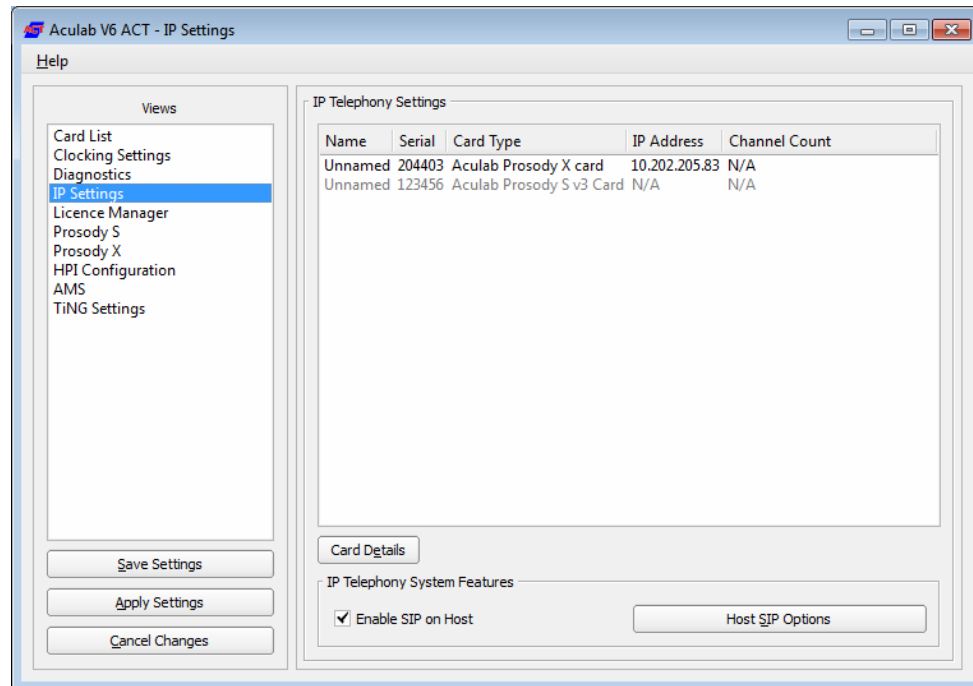 ACT Aculab V6 ACT - IP Settings
Help
Views
Card List
Clocking Settings
Diagnostics
IP Settings
Licence Manager
Prosody S
Prosody X
HPI Configuration
AMS
TiNG Settings
Save Settings
Apply Settings
Cancel Changes
IP Telephony Settings
Name Serial Card Type IP Address Channel Count
Unnamed 204403 Aculab Prosody X card 10.202.205.83 N/A
Unnamed 123456 Aculab Prosody S v3 Card N/A N/A
Card Details
IP Telephony System Features
Enable SIP on Host
Host SIP Options